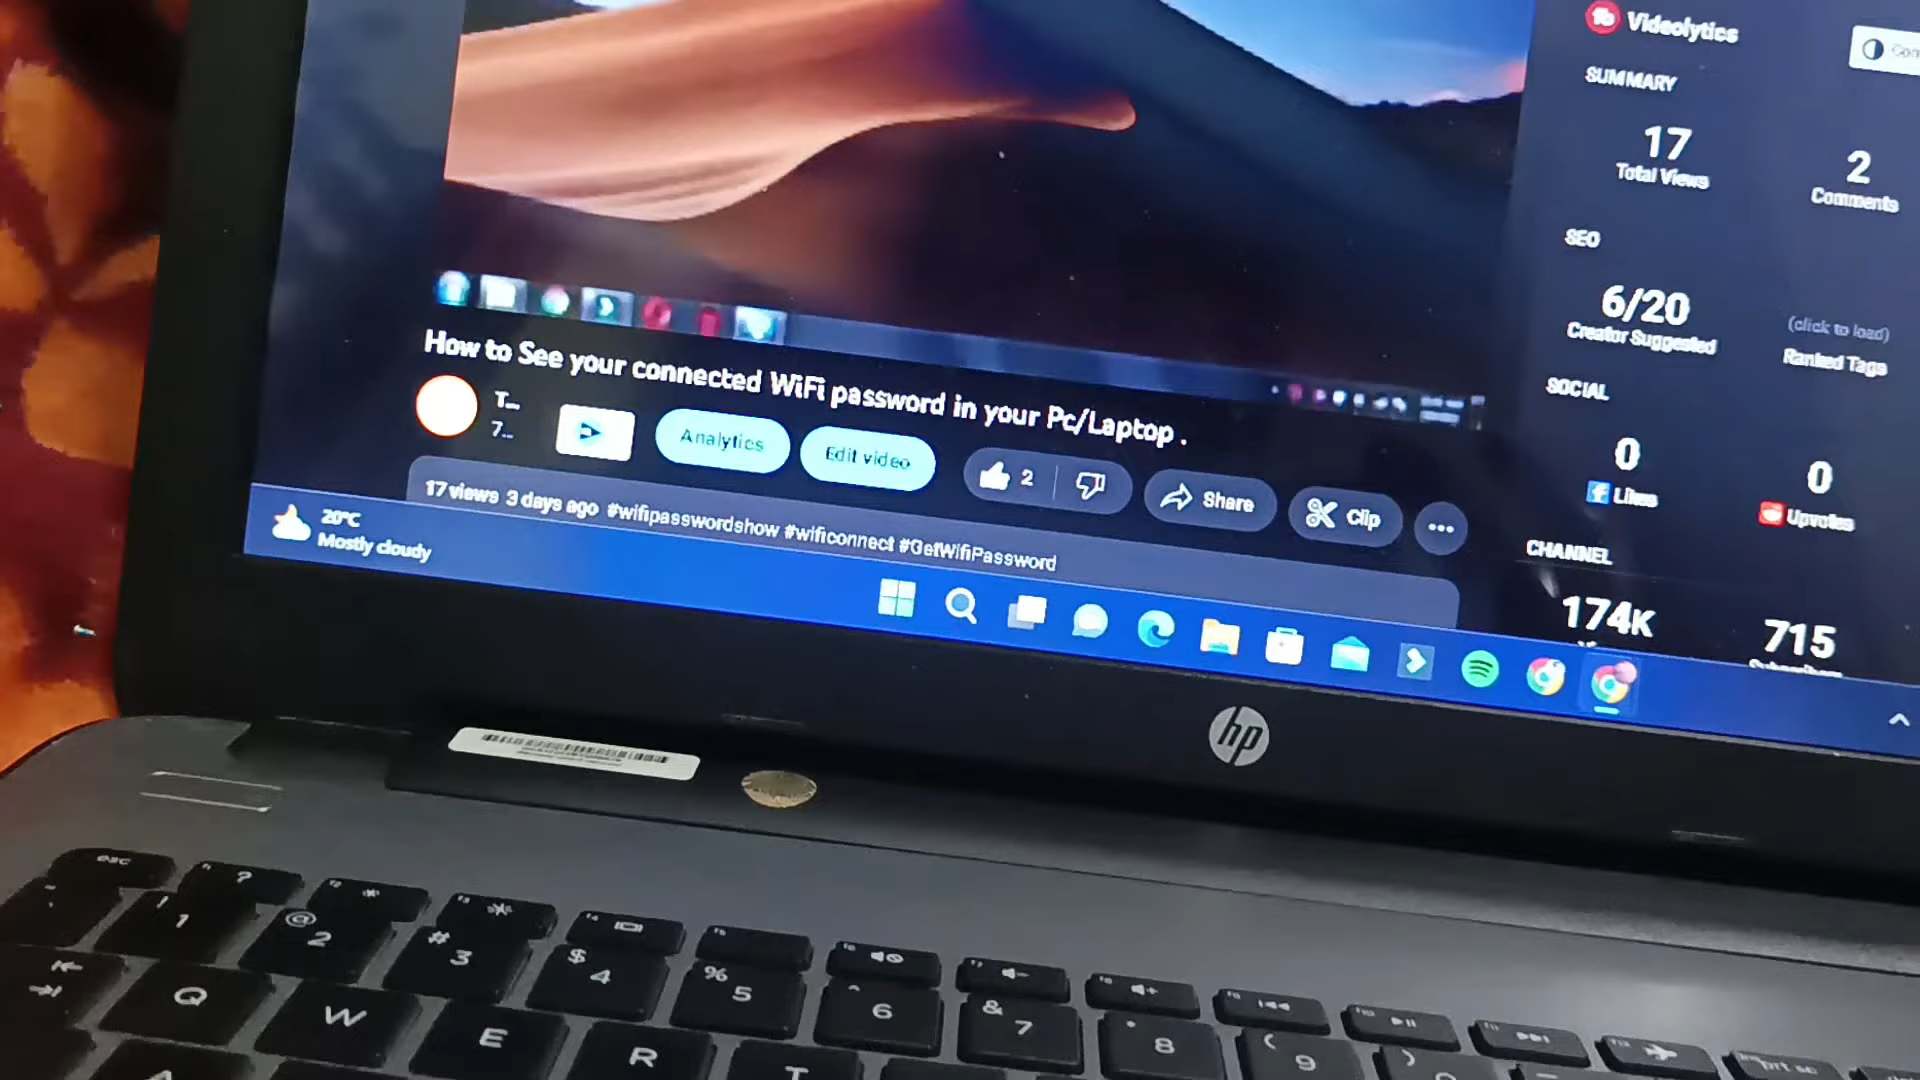 Videolytics
SUMMARY
17
Total Views
2
Comments
SEO
6/20
Creator Suggested
(click to load)
Ranked Tags
SOCIAL
0
Likes
0
Upvotes
CHANNEL
174K
715
How to See your connected WiFi password in your Pc/Laptop .
T...
7...
Analytics
Edit video
2
Share
Clip
17 views 3 days ago #wifipasswordshow #wificonnect #GetWifiPassword
20°C
Mostly cloudy
hp
esc
?
! 1
@ 2
# 3
$ 4
% 5
^ 6
& 7
* 8
( 9
)
prt sc
Q
W
E
R
T